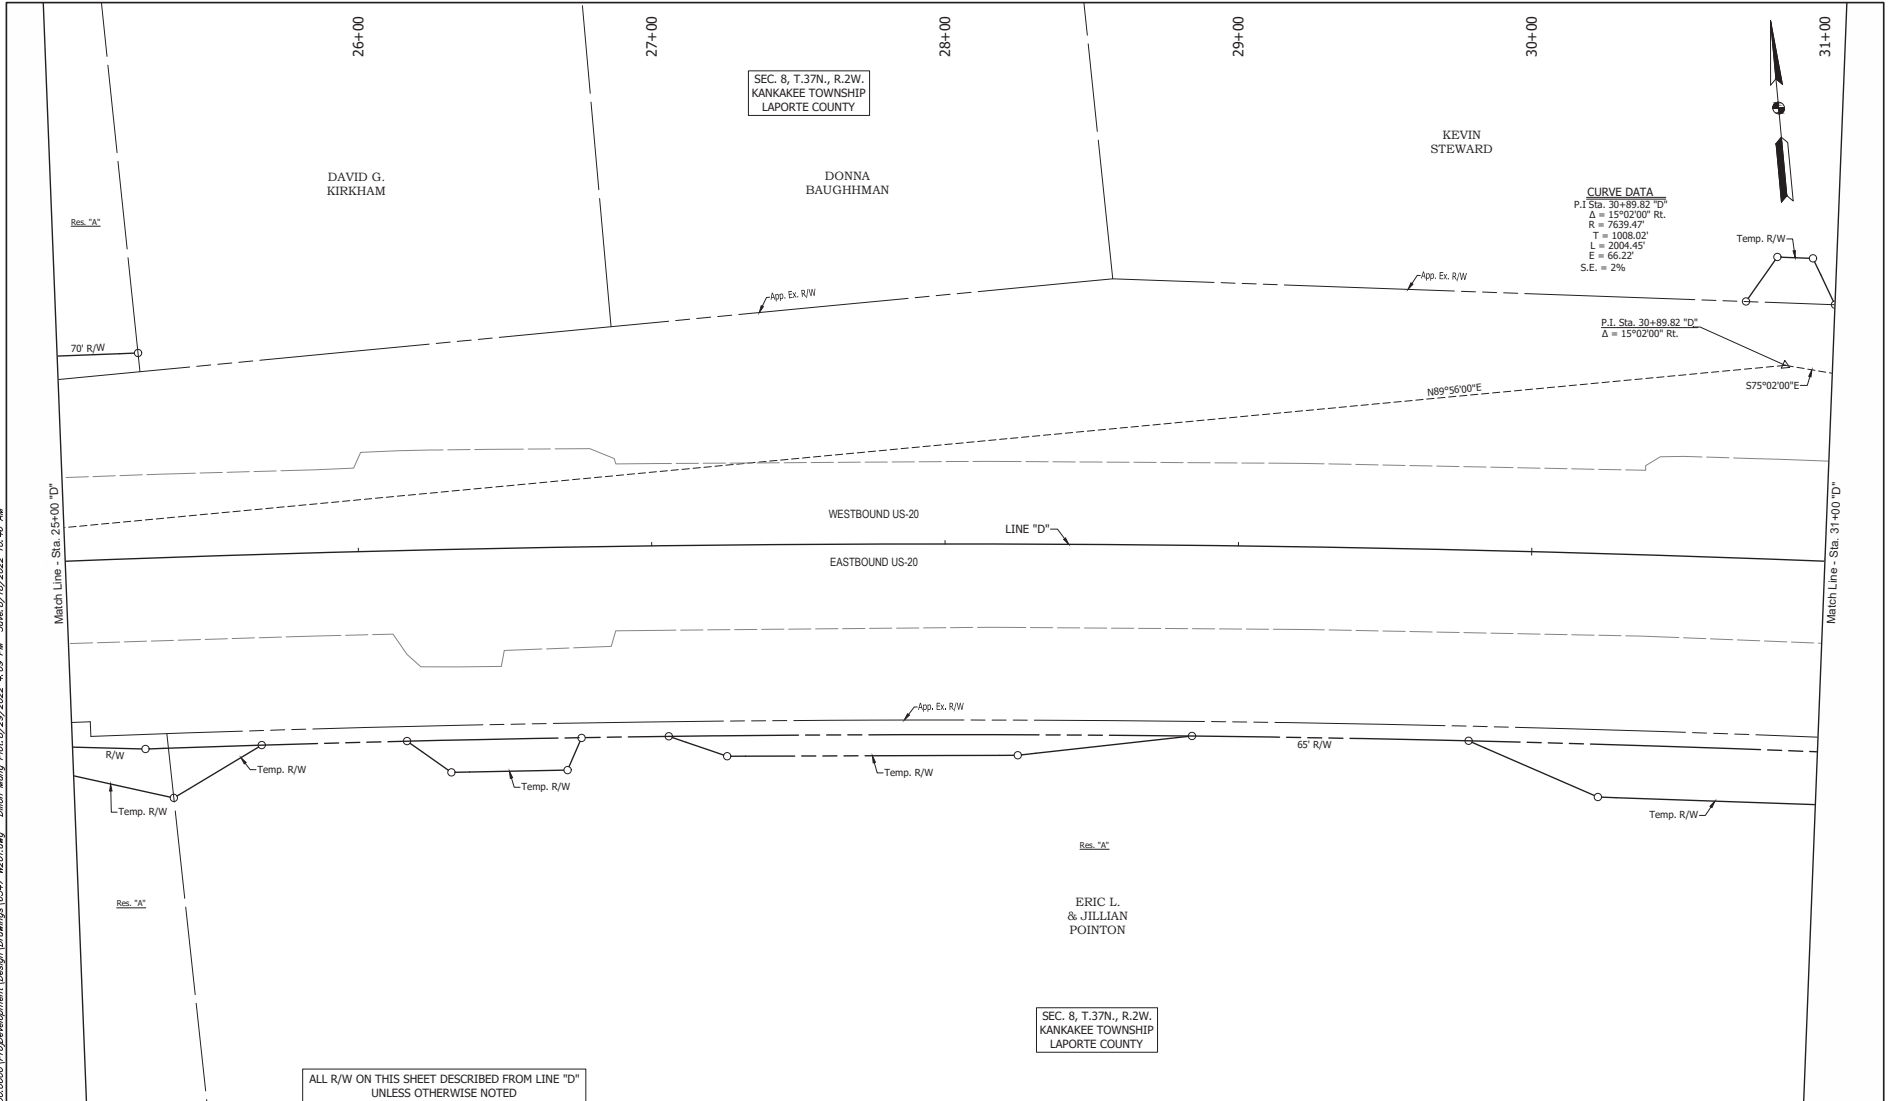 26+00
27+00
28+00
29+00
30+00
31+00
SEC. 8, T.37N., R.2W.
KANKAKEE TOWNSHIP
LAPORTE COUNTY
KEVIN
STEWARD
DAVID G.
KIRKHAM
DONNA
BAUGHHMAN
CURVE DATA
P.I Sta. 30+89.82 "D"
Δ = 15°02'00" Rt.
R = 7639.47'
T = 1008.02'
L = 2004.45'
E = 66.22'
S.E. = 2%
Res. "A"
Temp. R/W
App. Ex. R/W
App. Ex. R/W
P.I. Sta. 30+89.82 "D"
Δ = 15°02'00" Rt.
70' R/W
N89°56'00"E
S75°02'00"E
Match Line - Sta. 25+00 "D"
WESTBOUND US-20
LINE "D"
EASTBOUND US-20
Match Line - Sta. 31+00 "D"
App. Ex. R/W
R/W
65' R/W
Temp. R/W
Temp. R/W
Temp. R/W
Temp. R/W
Temp. R/W
Res. "A"
Res. "A"
ERIC L.
& JILLIAN
POINTON
SEC. 8, T.37N., R.2W.
KANKAKEE TOWNSHIP
LAPORTE COUNTY
ALL R/W ON THIS SHEET DESCRIBED FROM LINE "D"
UNLESS OTHERWISE NOTED